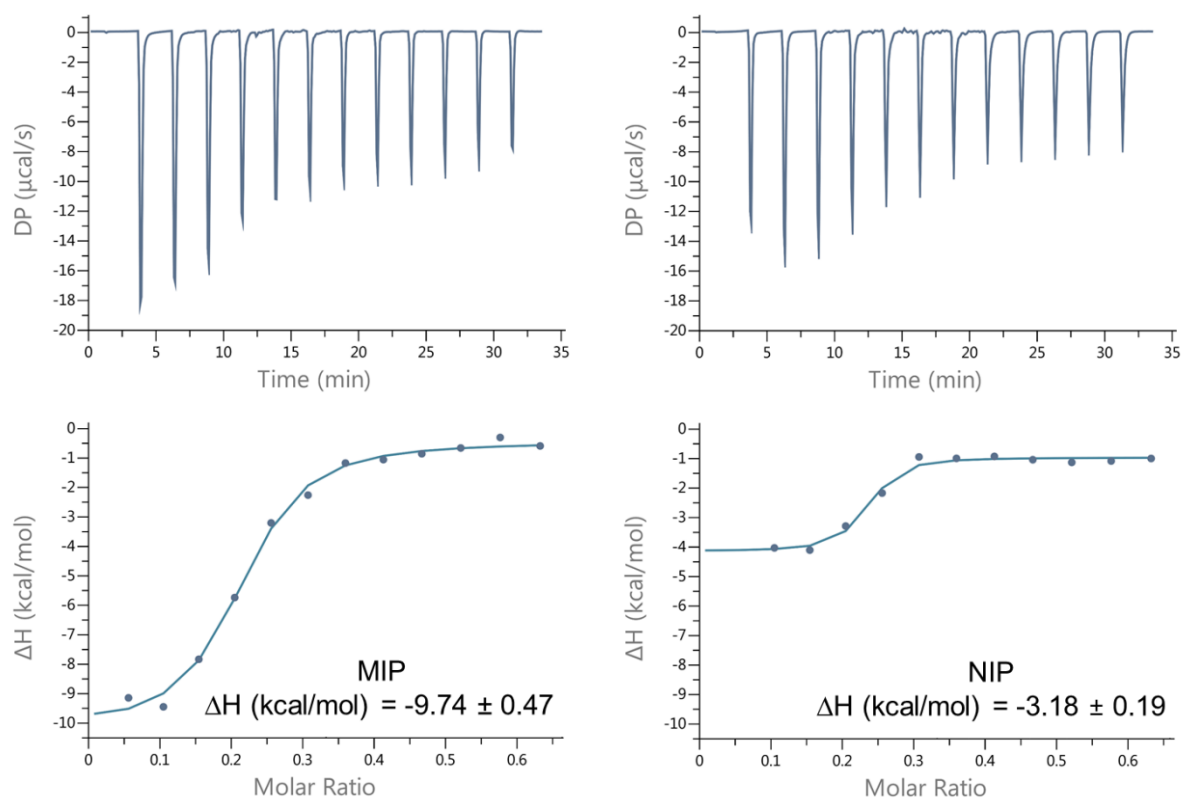 0
-2
-4
-6
-8
-10
-12
-14
-16
-18
-20
DP (μcal/s)
0 5 10 15 20 25 30 35
Time (min)
0
-2
-4
-6
-8
-10
-12
-14
-16
-18
-20
DP (μcal/s)
0 5 10 15 20 25 30 35
Time (min)
0
-1
-2
-3
-4
-5
-6
-7
-8
-9
-10
ΔH (kcal/mol)
MIP
ΔH (kcal/mol) = -9.74 ± 0.47
0 0.1 0.2 0.3 0.4 0.5 0.6
Molar Ratio
0
-1
-2
-3
-4
-5
-6
-7
-8
-9
-10
ΔH (kcal/mol)
NIP
ΔH (kcal/mol) = -3.18 ± 0.19
0 0.1 0.2 0.3 0.4 0.5 0.6
Molar Ratio